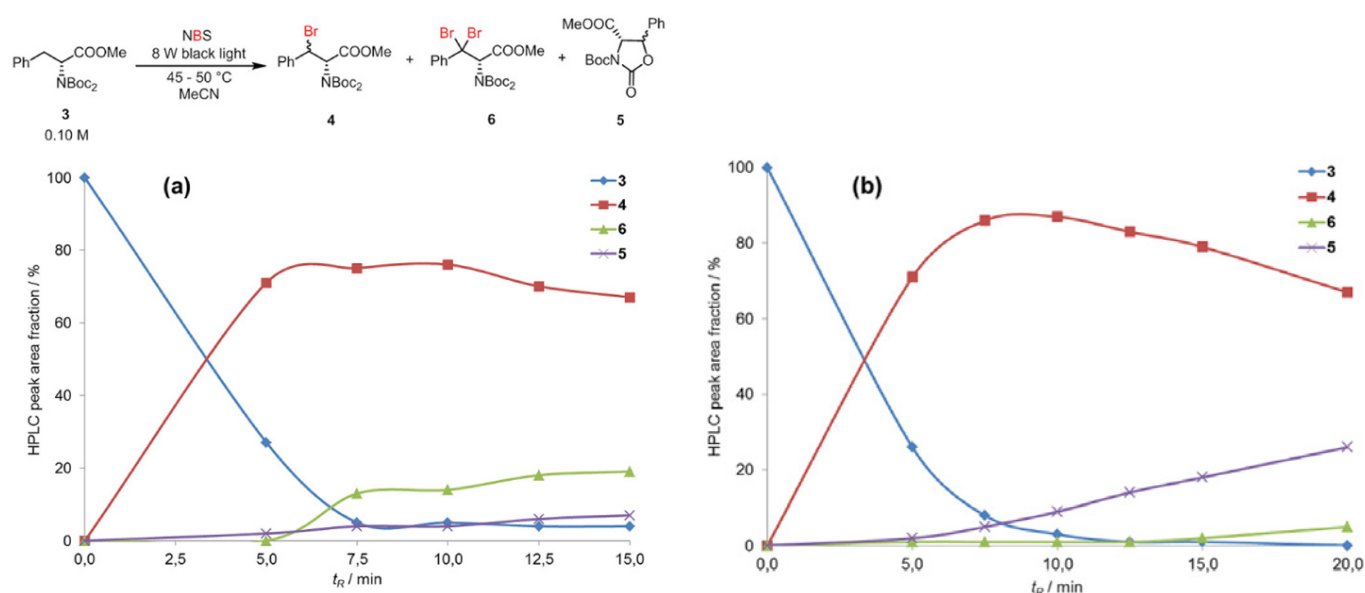 NBS
8 W black light
45 - 50 °C
MeCN
Ph
COOMe
NBoc2
3
0.10 M
Br
Ph
COOMe
NBoc2
4
+
Br Br
Ph
COOMe
NBoc2
6
+
MeOOC
Ph
BocN
O
O
5
(a)
3
4
6
5
HPLC peak area fraction / %
100
80
60
40
20
0
0,0 2,5 5,0 7,5 10,0 12,5 15,0
tR / min
(b)
3
4
6
5
HPLC peak area fraction / %
100
80
60
40
20
0
0,0 5,0 10,0 15,0 20,0
tR / min